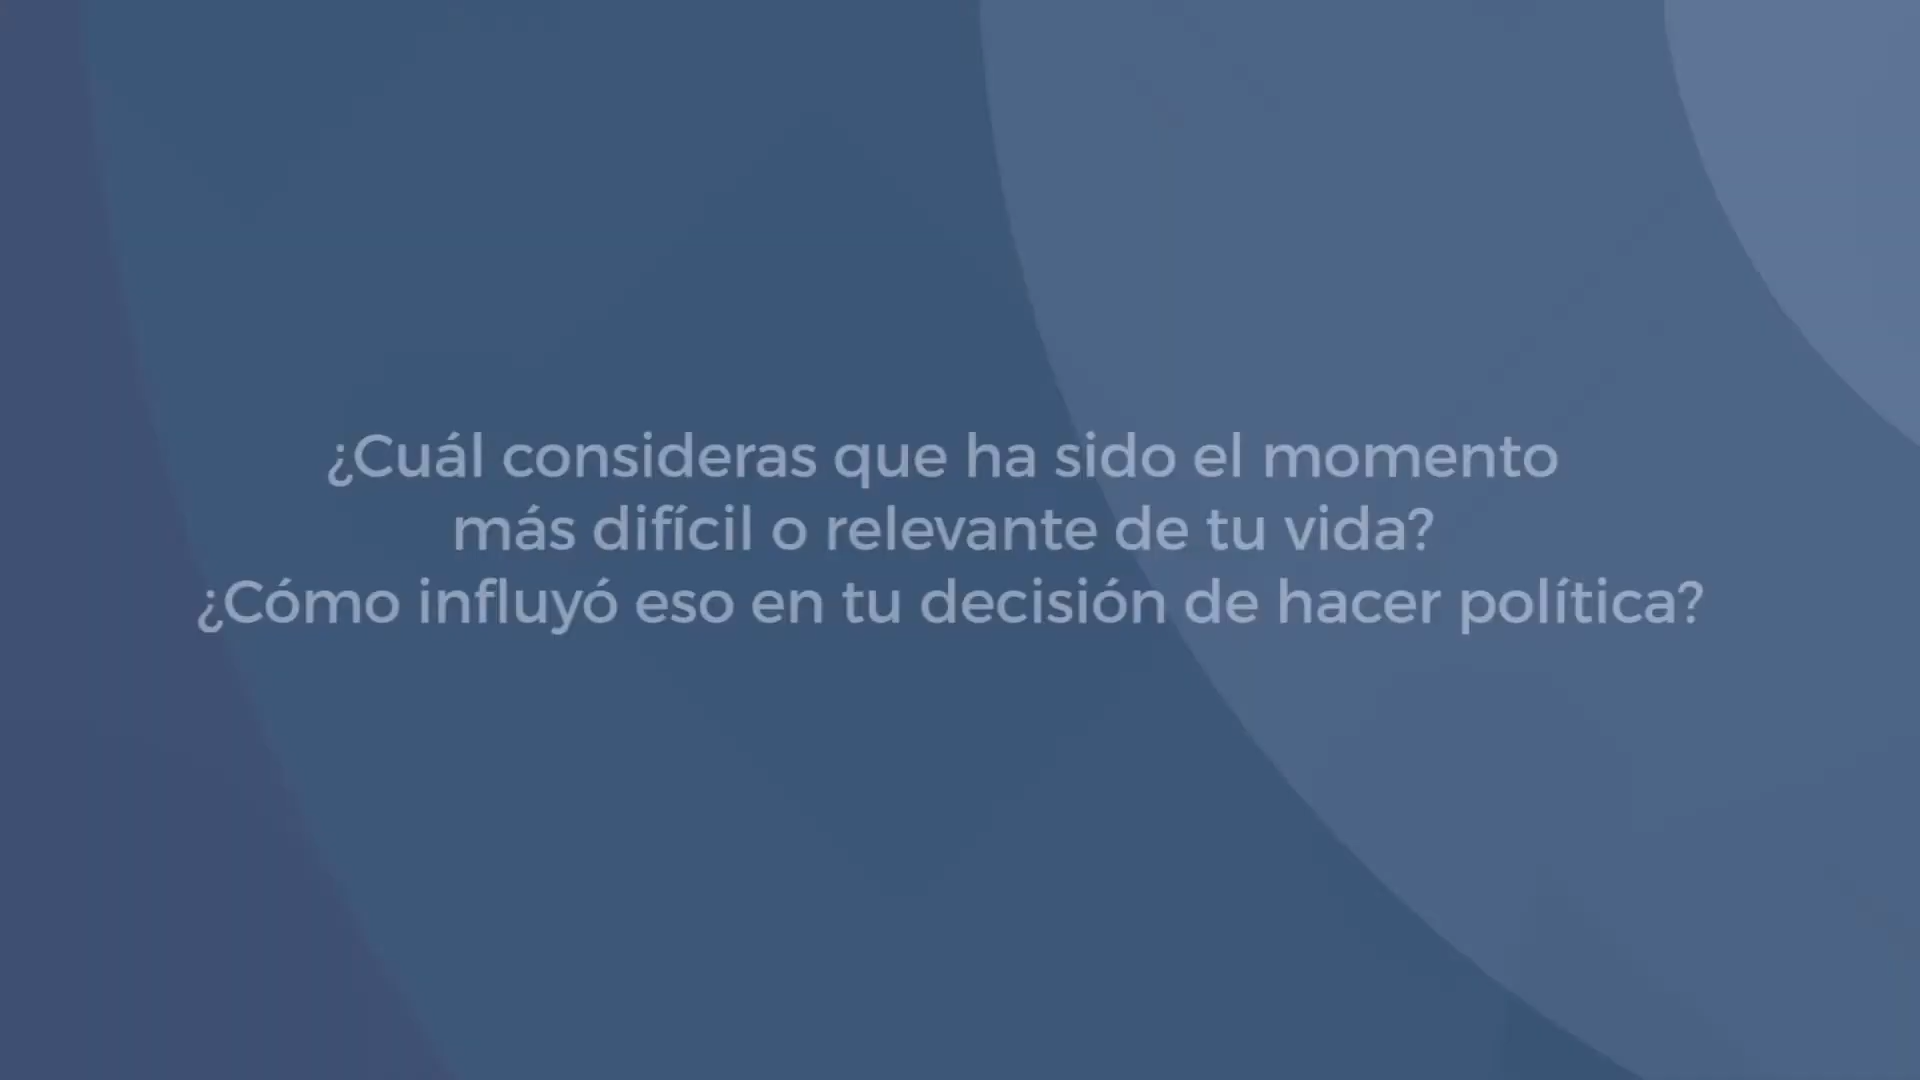 ¿Cuál consideras que ha sido el momento
más difícil o relevante de tu vida?
¿Cómo influyó eso en tu decisión de hacer política?